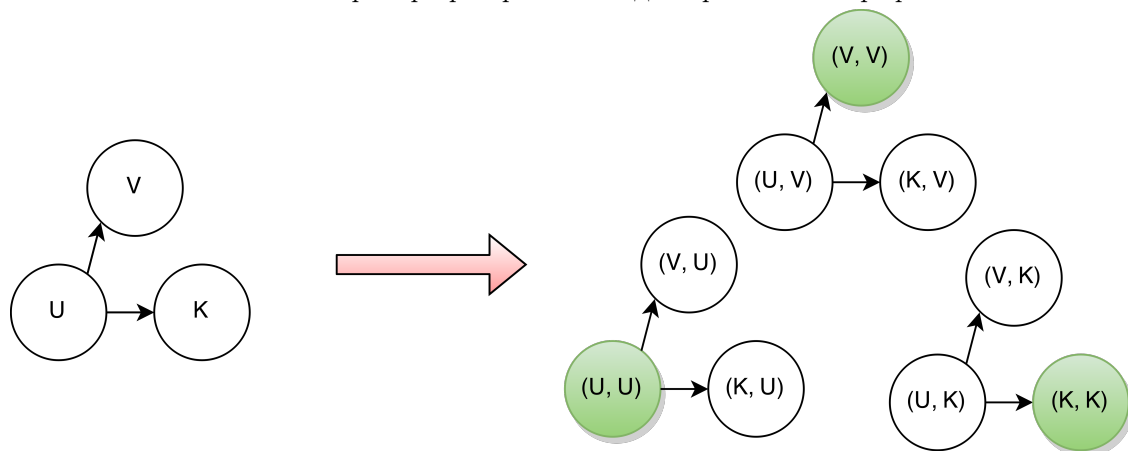 (V, V)
V
(U, V)
(K, V)
(V, U)
(V, K)
U
K
(U, U)
(K, U)
(U, K)
(K, K)